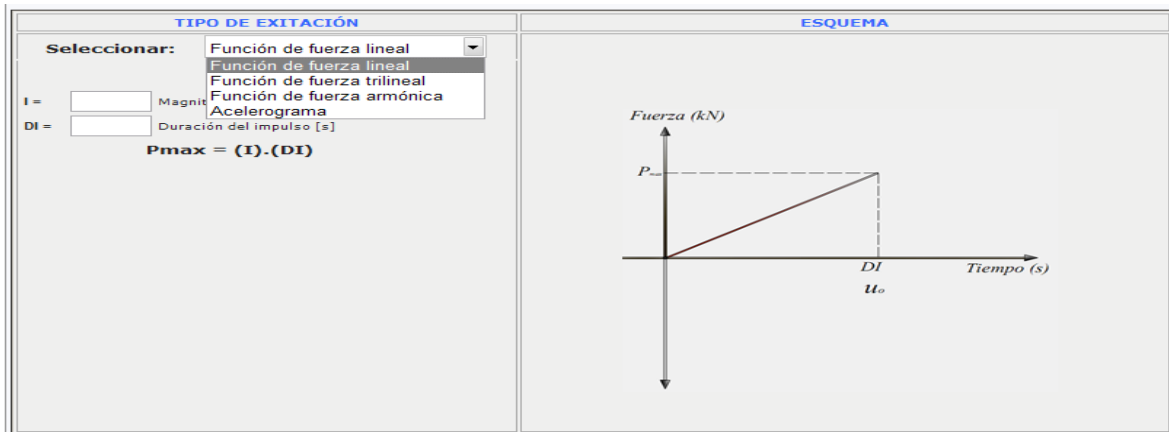 TIPO DE EXITACIÓN
Seleccionar: Función de fuerza lineal
Función de fuerza lineal
Función de fuerza trilineal
Función de fuerza armónica
Acelerograma
I = Magnit
DI = Duración del impulso [s]
Pmax = (I).(DI)
ESQUEMA
Fuerza (kN)
DI
Tiempo (s)
uo